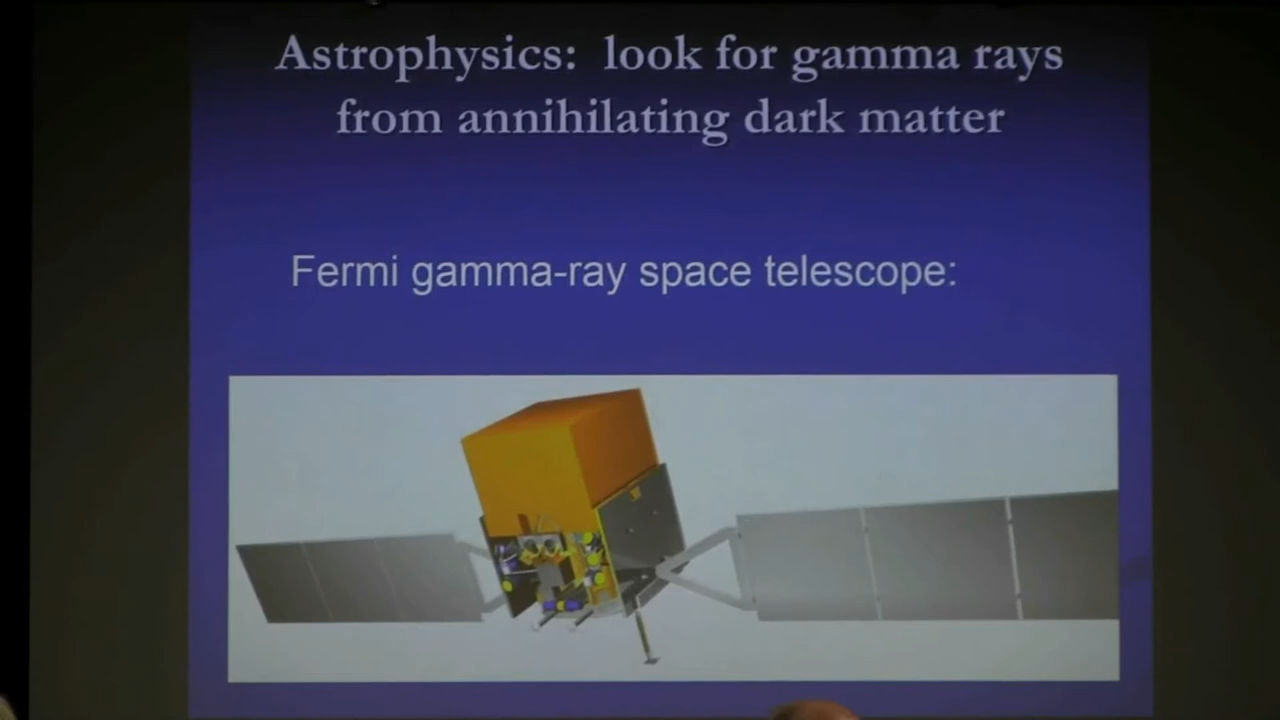 Astrophysics: look for gamma rays
from annihilating dark matter
Fermi gamma-ray space telescope: